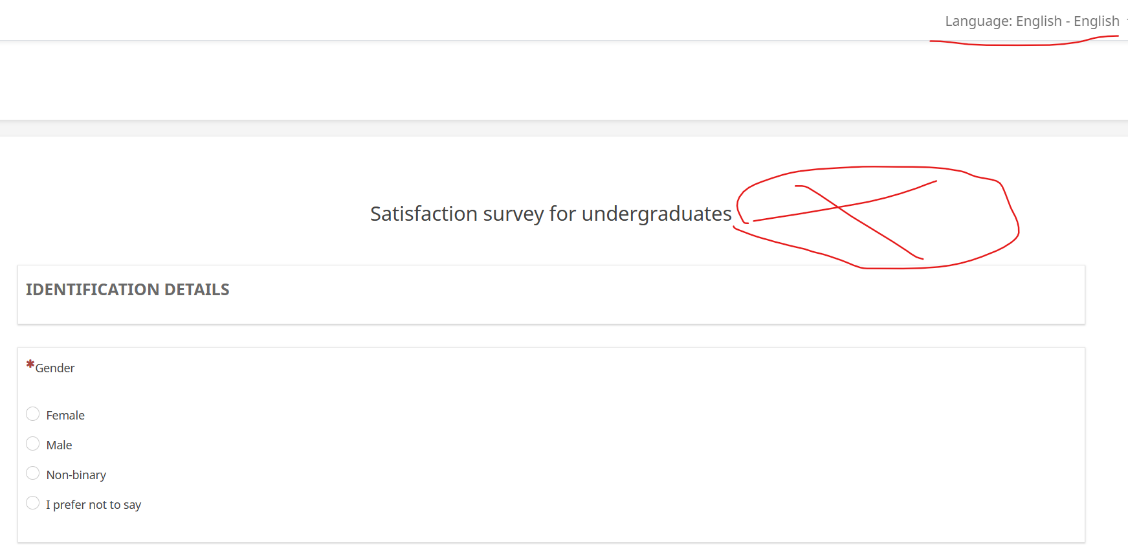 Language: English - English
Satisfaction survey for undergraduates
IDENTIFICATION DETAILS
*Gender
Female
Male
Non-binary
I prefer not to say